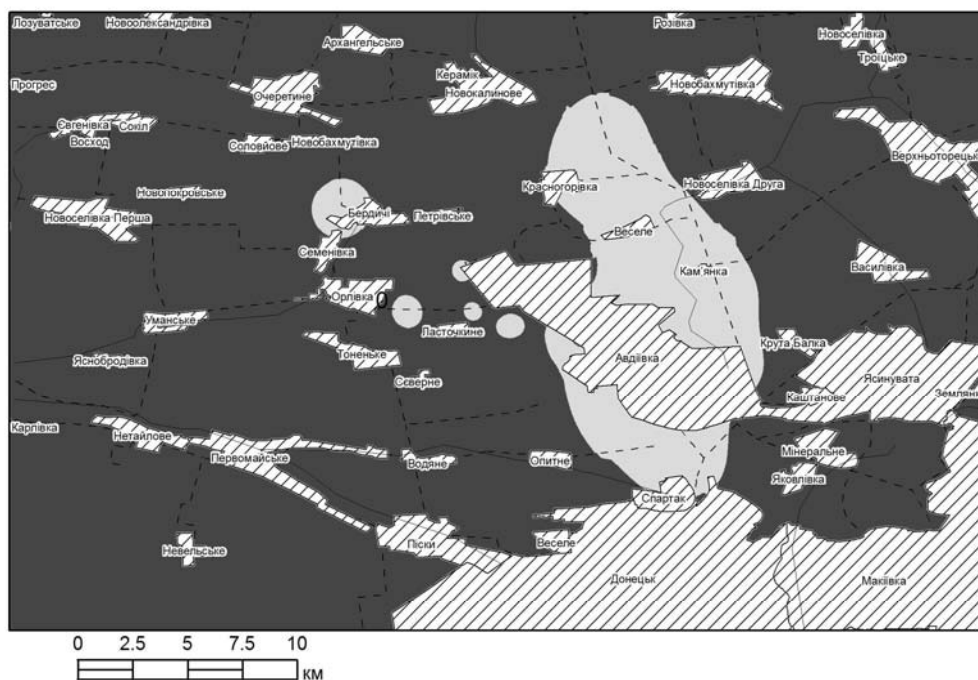 Лозуватське
Новоолександрівка
Розівка
Новоселівка
Архангельське
Троїцьке
Керамік
Прогрес
Очеретине
Новокалинове
Новобахмутівка
Євгенівка
Сокіл
Восход
Соловйове
Новобахмутівка
Верхньоторецьк
Новопокровське
Красногорівка
Новоселівка Друга
Новоселівка Перша
Бердичі
Петрівське
Веселе
Семенівка
Кам'янка
Василівка
Орлівка
0
Уманське
Ласточкине
Крута Балка
Яснобродівка
Тоненьке
Авдіївка
Ясинувата
Сєверне
Каштанове
Землян
Карлівка
Нетайлове
Первомайське
Водяне
Опитне
Мінеральне
Яковлівка
Спартак
Невельське
Піски
Веселе
Донецьк
Макіївка
0 2.5 5 7.5 10
км